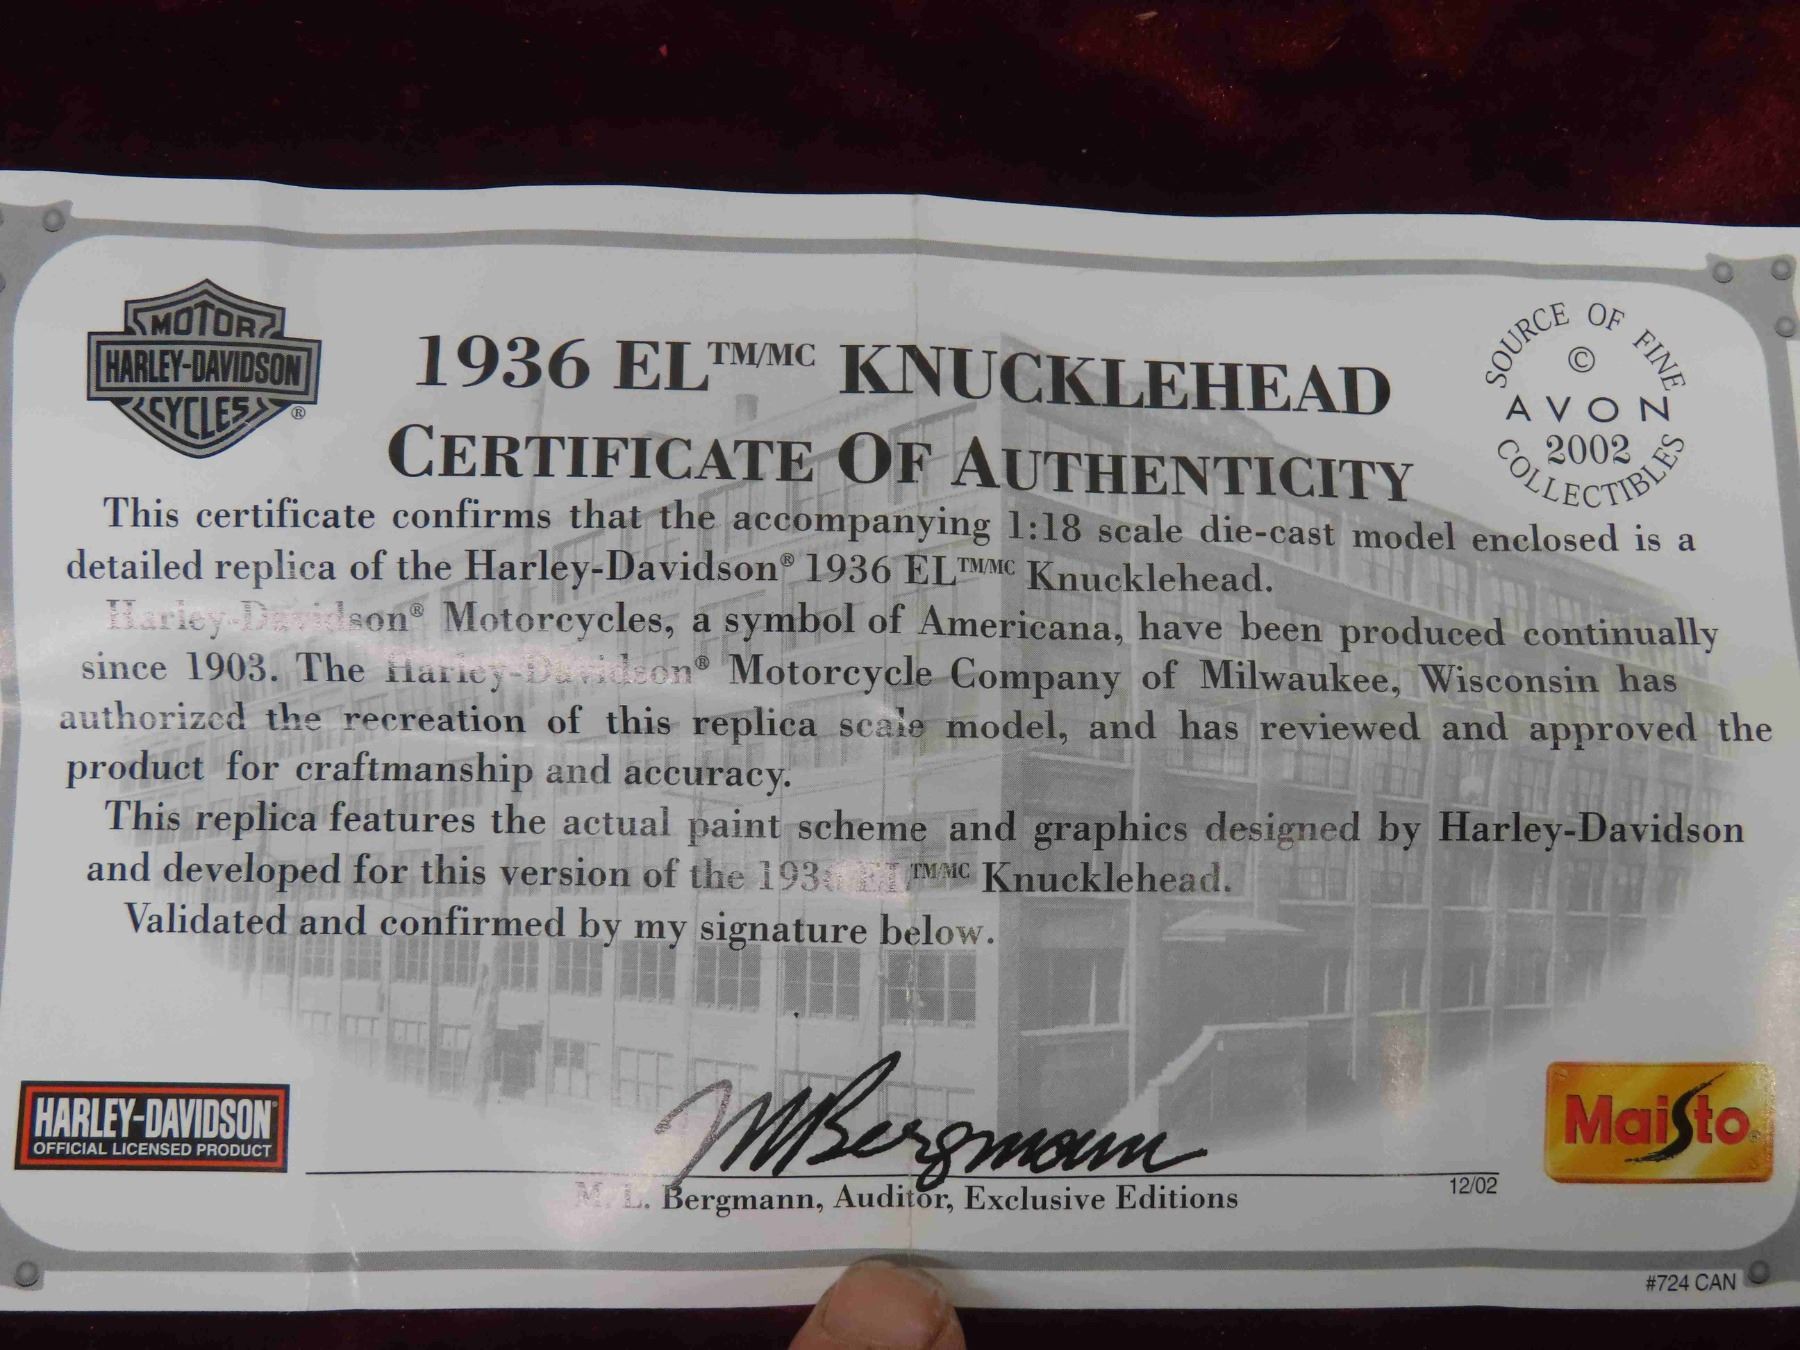 MOTOR
HARLEY-DAVIDSON
CYCLES ®
1936 EL™/MC KNUCKLEHEAD
CERTIFICATE OF AUTHENTICITY
SOURCE OF FINE
©
AVON
2002
COLLECTIBLES
This certificate confirms that the accompanying 1:18 scale die-cast model enclosed is a
detailed replica of the Harley-Davidson® 1936 EL™/MC Knucklehead.
Harley-Davidson® Motorcycles, a symbol of Americana, have been produced continually
since 1903. The Harley-Davidson® Motorcycle Company of Milwaukee, Wisconsin has
authorized the recreation of this replica scale model, and has reviewed and approved the
product for craftmanship and accuracy.
This replica features the actual paint scheme and graphics designed by Harley-Davidson
and developed for this version of the 1936 EL™/MC Knucklehead.
Validated and confirmed by my signature below.
MBergmann
M. L. Bergmann, Auditor, Exclusive Editions
12/02
HARLEY-DAVIDSON
OFFICIAL LICENSED PRODUCT
Maisto
#724 CAN